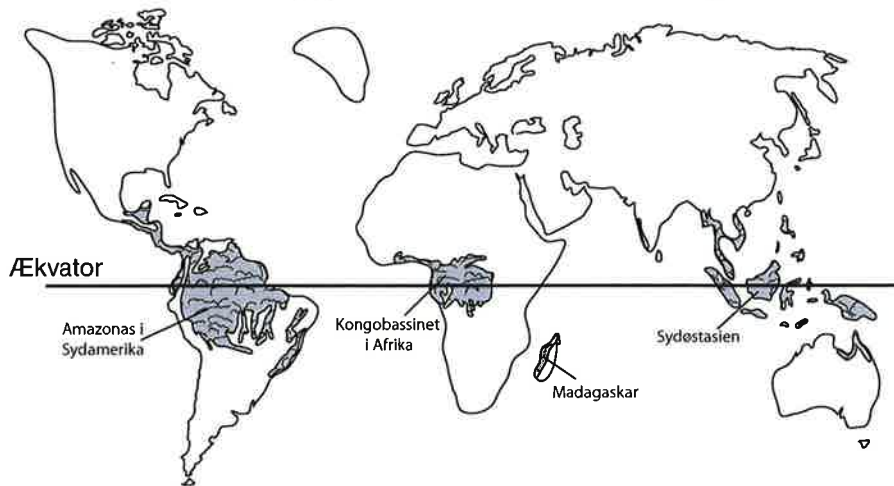 Ækvator
Amazonas i
Sydamerika
Kongobassinet
i Afrika
Madagaskar
Sydøstasien